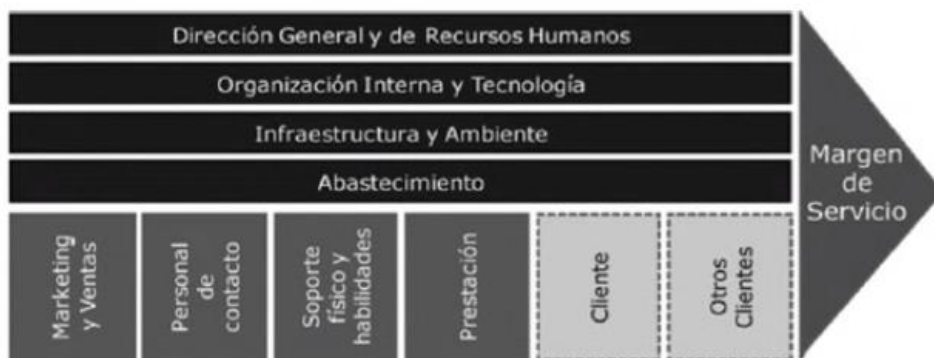 Dirección General y de Recursos Humanos
Organización Interna y Tecnología
Infraestructura y Ambiente
Abastecimiento
Marketing
y Ventas
Personal
de
contacto
Soporte
físico y
habilidades
Prestación
Cliente
Otros
Clientes
Margen
de
Servicio